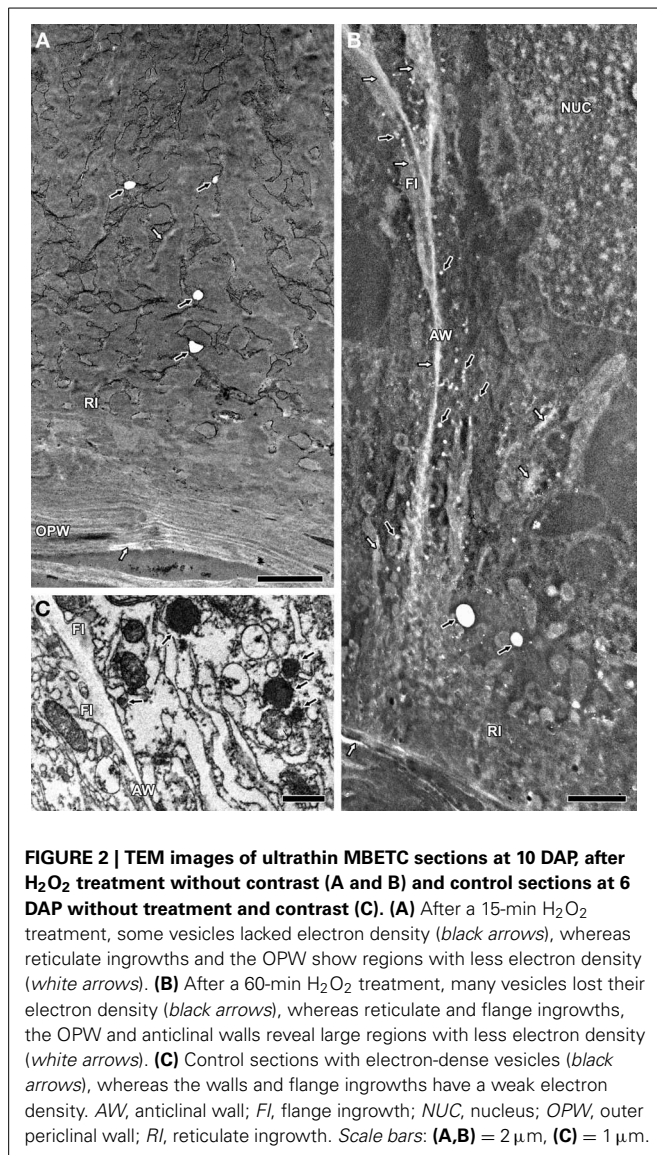 A
RI
OPW
B
NUC
FI
AW
RI
C
FI
FI
AW
FIGURE 2 | TEM images of ultrathin MBETC sections at 10 DAP, after
H2O2 treatment without contrast (A and B) and control sections at 6
DAP without treatment and contrast (C). (A) After a 15-min H2O2
treatment, some vesicles lacked electron density (black arrows), whereas
reticulate ingrowths and the OPW show regions with less electron density
(white arrows). (B) After a 60-min H2O2 treatment, many vesicles lost their
electron density (black arrows), whereas reticulate and flange ingrowths,
the OPW and anticlinal walls reveal large regions with less electron density
(white arrows). (C) Control sections with electron-dense vesicles (black
arrows), whereas the walls and flange ingrowths have a weak electron
density. AW, anticlinal wall; FI, flange ingrowth; NUC, nucleus; OPW, outer
periclinal wall; RI, reticulate ingrowth. Scale bars: (A,B) = 2 μm, (C) = 1 μm.